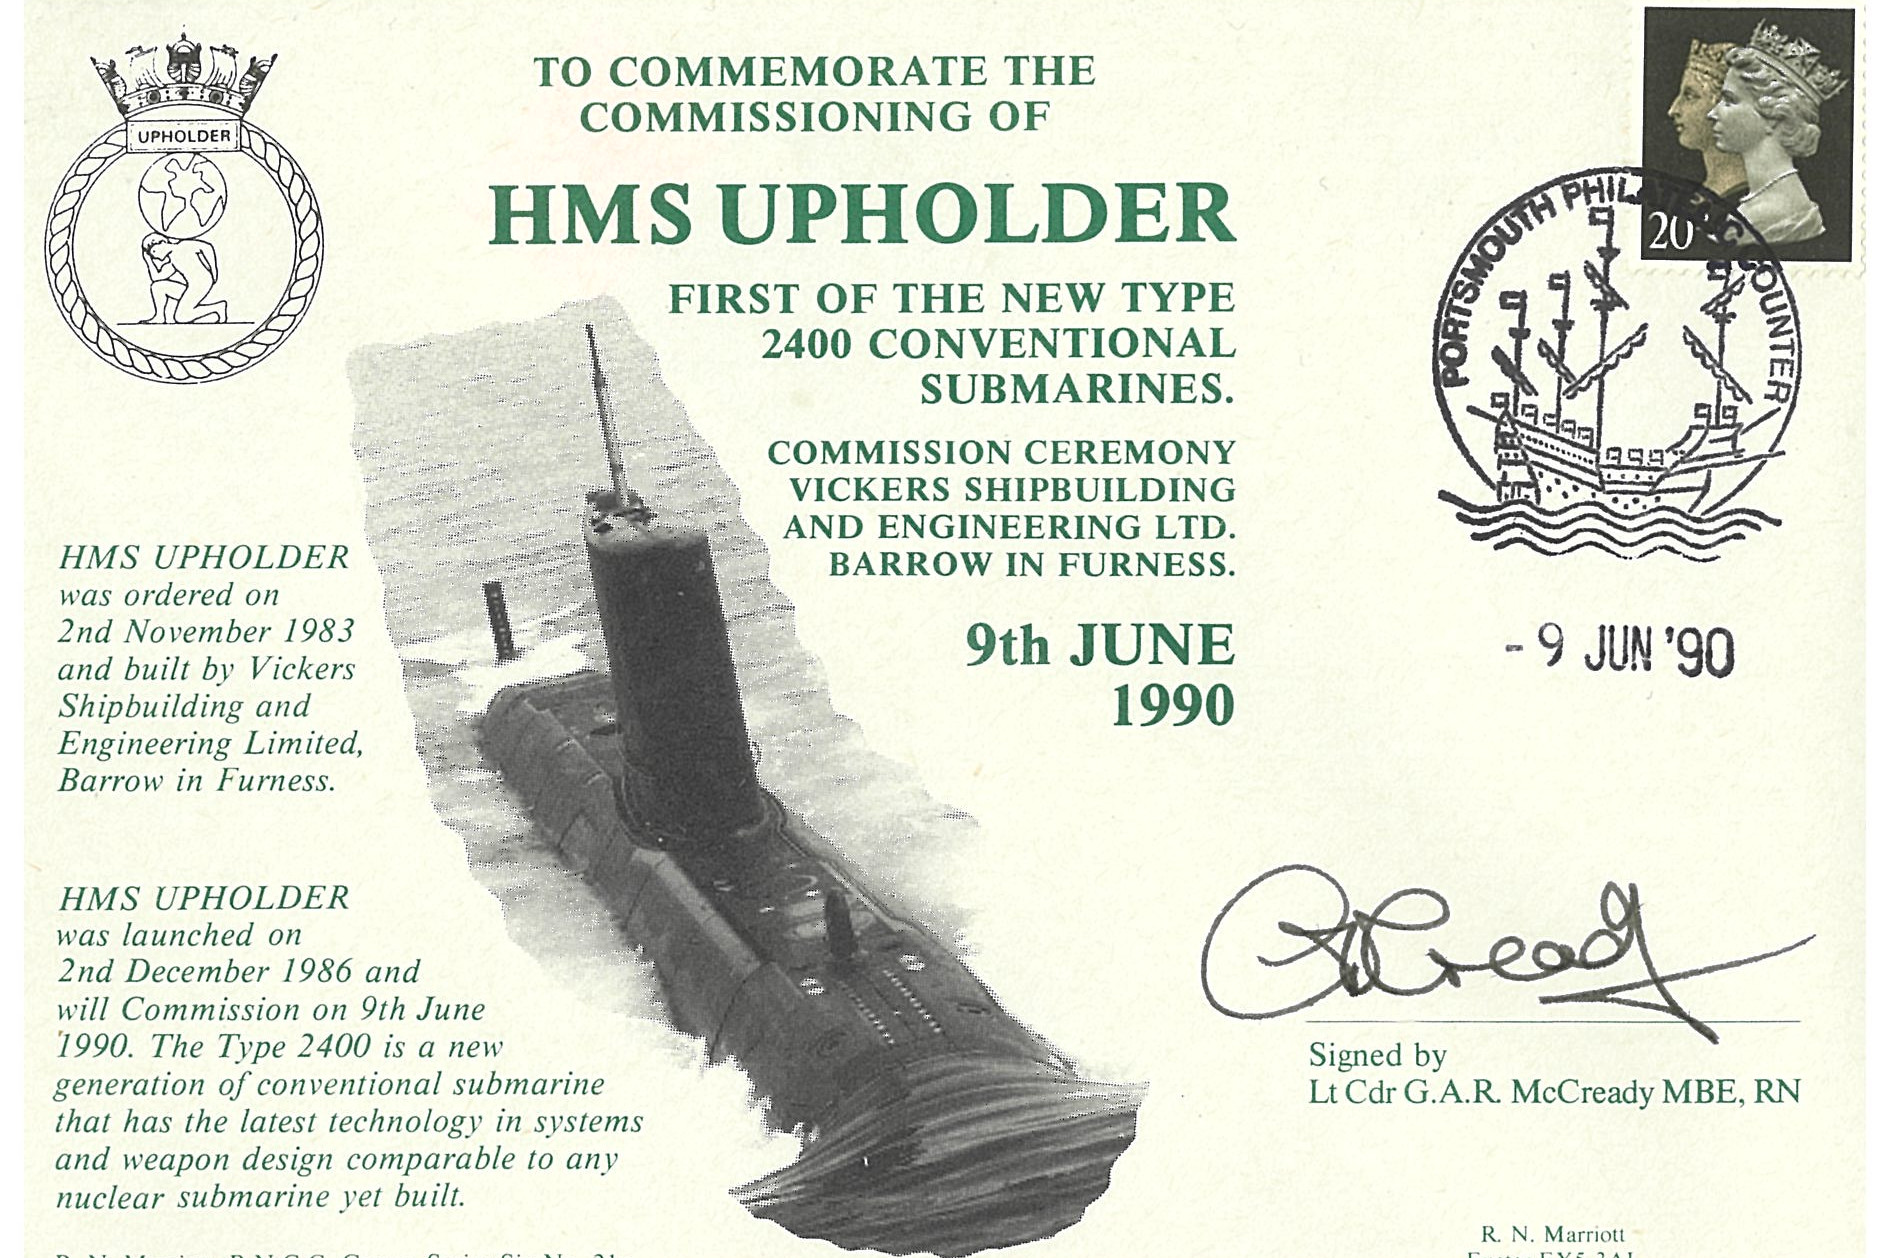 UPHOLDER
TO COMMEMORATE THE
COMMISSIONING OF
HMS UPHOLDER
FIRST OF THE NEW TYPE
2400 CONVENTIONAL
SUBMARINES.
COMMISSION CEREMONY
VICKERS SHIPBUILDING
AND ENGINEERING LTD.
BARROW IN FURNESS.
9th JUNE
1990
20
PORTSMOUTH PHILATELIC COUNTER
- 9 JUN '90
HMS UPHOLDER
was ordered on
2nd November 1983
and built by Vickers
Shipbuilding and
Engineering Limited,
Barrow in Furness.
HMS UPHOLDER
was launched on
2nd December 1986 and
will Commission on 9th June
1990. The Type 2400 is a new
generation of conventional submarine
that has the latest technology in systems
and weapon design comparable to any
nuclear submarine yet built.
McCready
Signed by
Lt Cdr G.A.R. McCready MBE, RN
R. N. Marriott